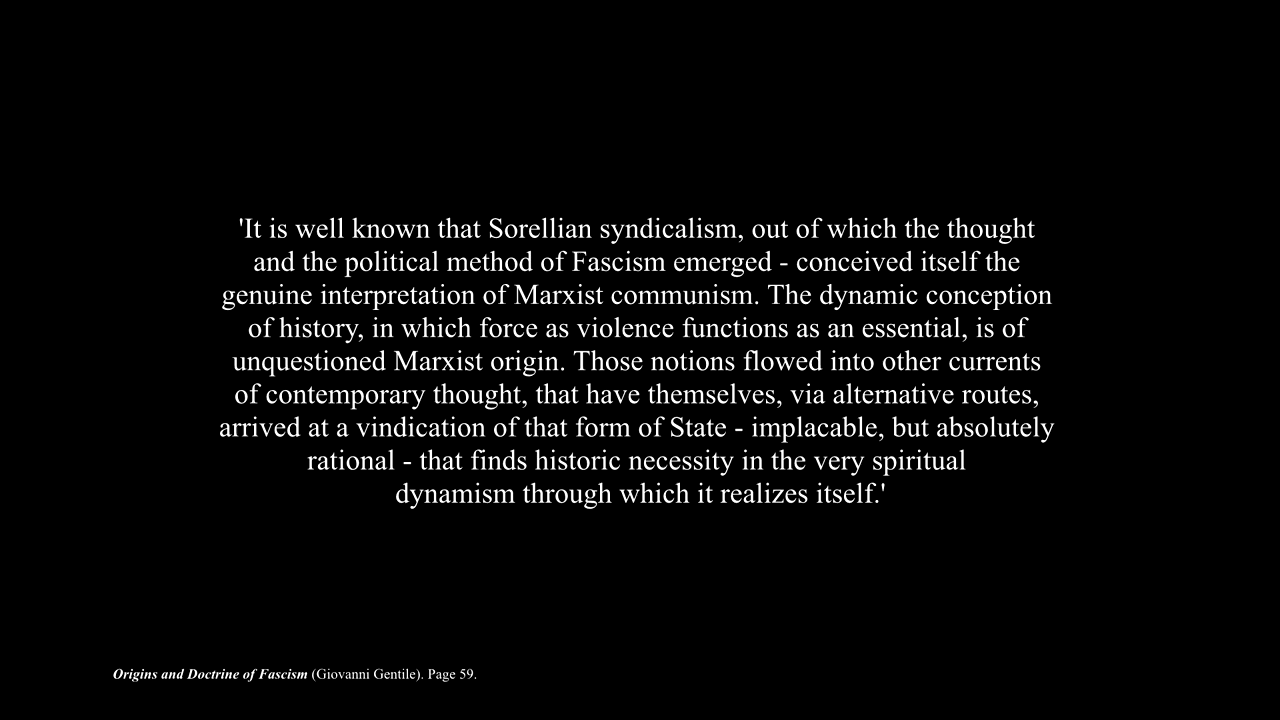 'It is well known that Sorellian syndicalism, out of which the thought
and the political method of Fascism emerged - conceived itself the
genuine interpretation of Marxist communism. The dynamic conception
of history, in which force as violence functions as an essential, is of
unquestioned Marxist origin. Those notions flowed into other currents
of contemporary thought, that have themselves, via alternative routes,
arrived at a vindication of that form of State - implacable, but absolutely
rational - that finds historic necessity in the very spiritual
dynamism through which it realizes itself.'
Origins and Doctrine of Fascism (Giovanni Gentile). Page 59.